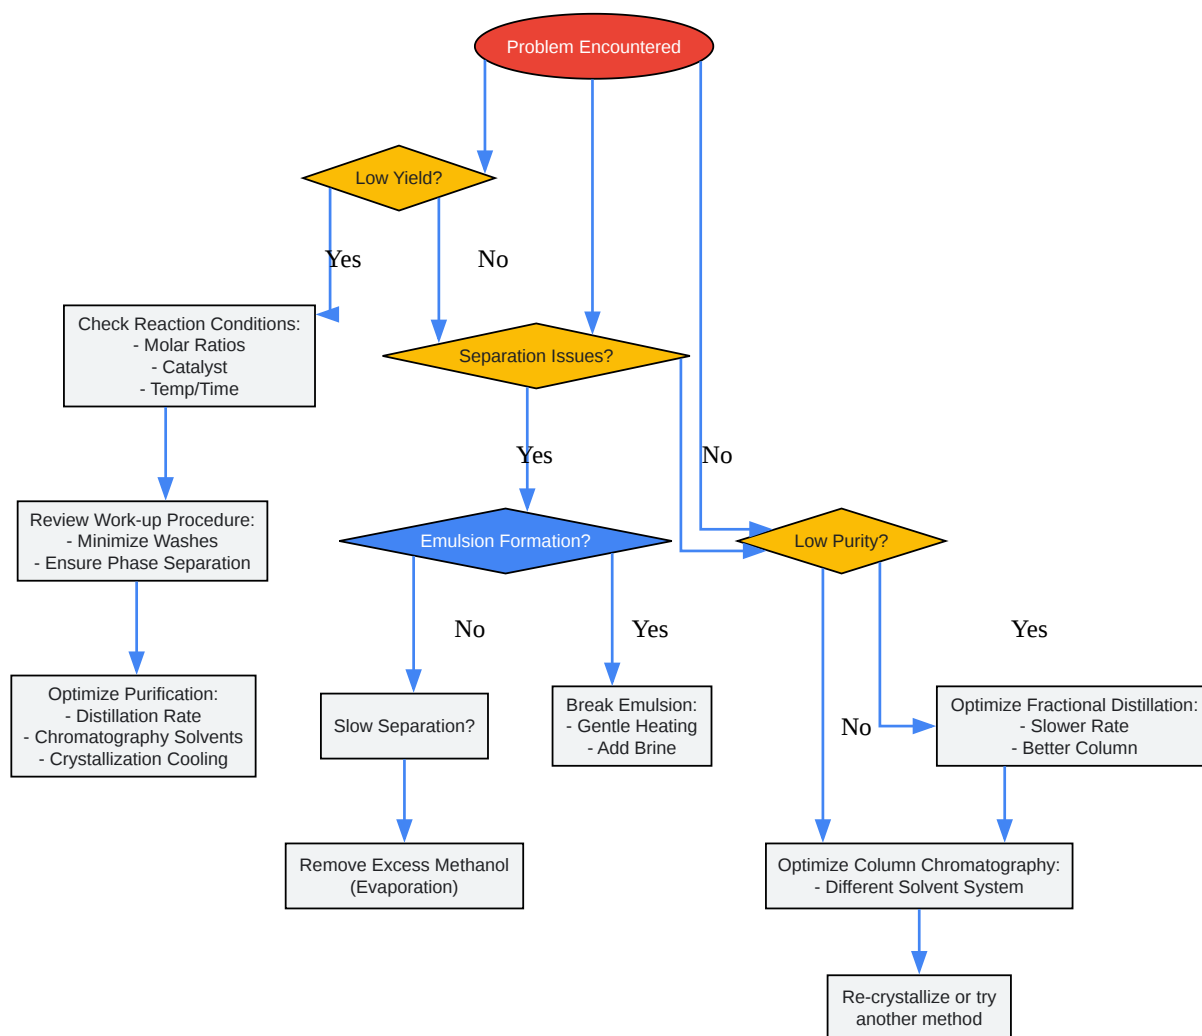 Problem Encountered
Low Yield?
Yes
No
Check Reaction Conditions:
- Molar Ratios
- Catalyst
- Temp/Time
Separation Issues?
Yes
No
Review Work-up Procedure:
- Minimize Washes
- Ensure Phase Separation
Emulsion Formation?
Low Purity?
No
Yes
Yes
Optimize Purification:
- Distillation Rate
- Chromatography Solvents
- Crystallization Cooling
Slow Separation?
Break Emulsion:
- Gentle Heating
- Add Brine
No
Optimize Fractional Distillation:
- Slower Rate
- Better Column
Remove Excess Methanol
(Evaporation)
Optimize Column Chromatography:
- Different Solvent System
Re-crystallize or try
another method